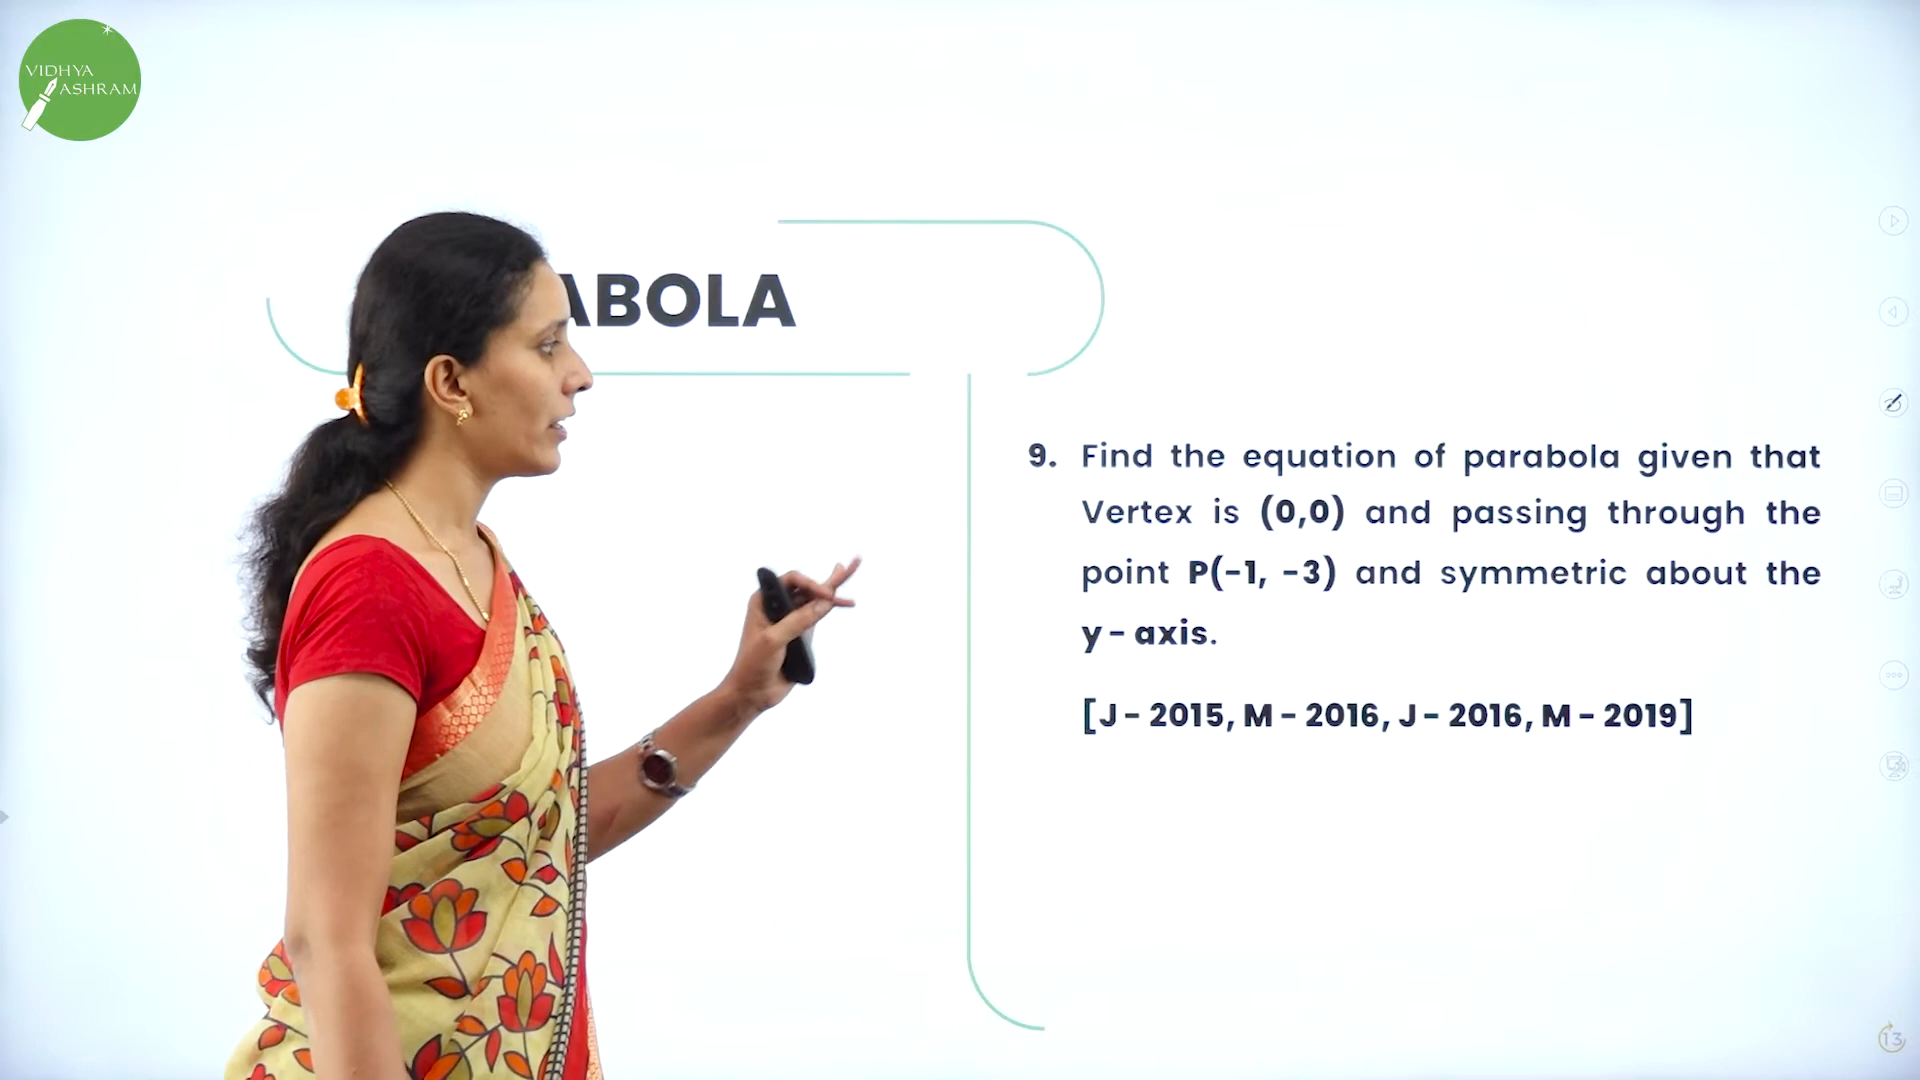 VIDHYA
ASHRAM
ABOLA
9. Find the equation of parabola given that
Vertex is (0,0) and passing through the
point P(-1, -3) and symmetric about the
y - axis.
[J - 2015, M - 2016, J - 2016, M - 2019]
13